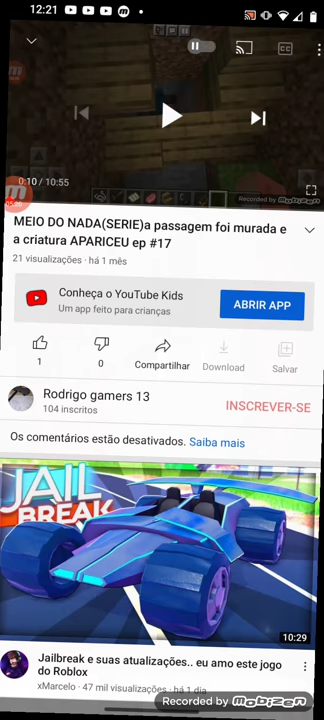 12:21
0:10 / 10:55
Recorded by MOBIZEN
MEIO DO NADA(SERIE)a passagem foi murada e
a criatura APARICEU ep #17
21 visualizações · há 1 mês
Conheça o YouTube Kids
Um app feito para crianças
ABRIR APP
1
0
Compartilhar
Download
Salvar
Rodrigo gamers 13
104 inscritos
INSCREVER-SE
Os comentários estão desativados. Saiba mais
JAIL
BREAK
10:29
Jailbreak e suas atualizações.. eu amo este jogo
do Roblox
xMarcelo · 47 mil visualizações · há 1 dia
Recorded by MOBIZEN